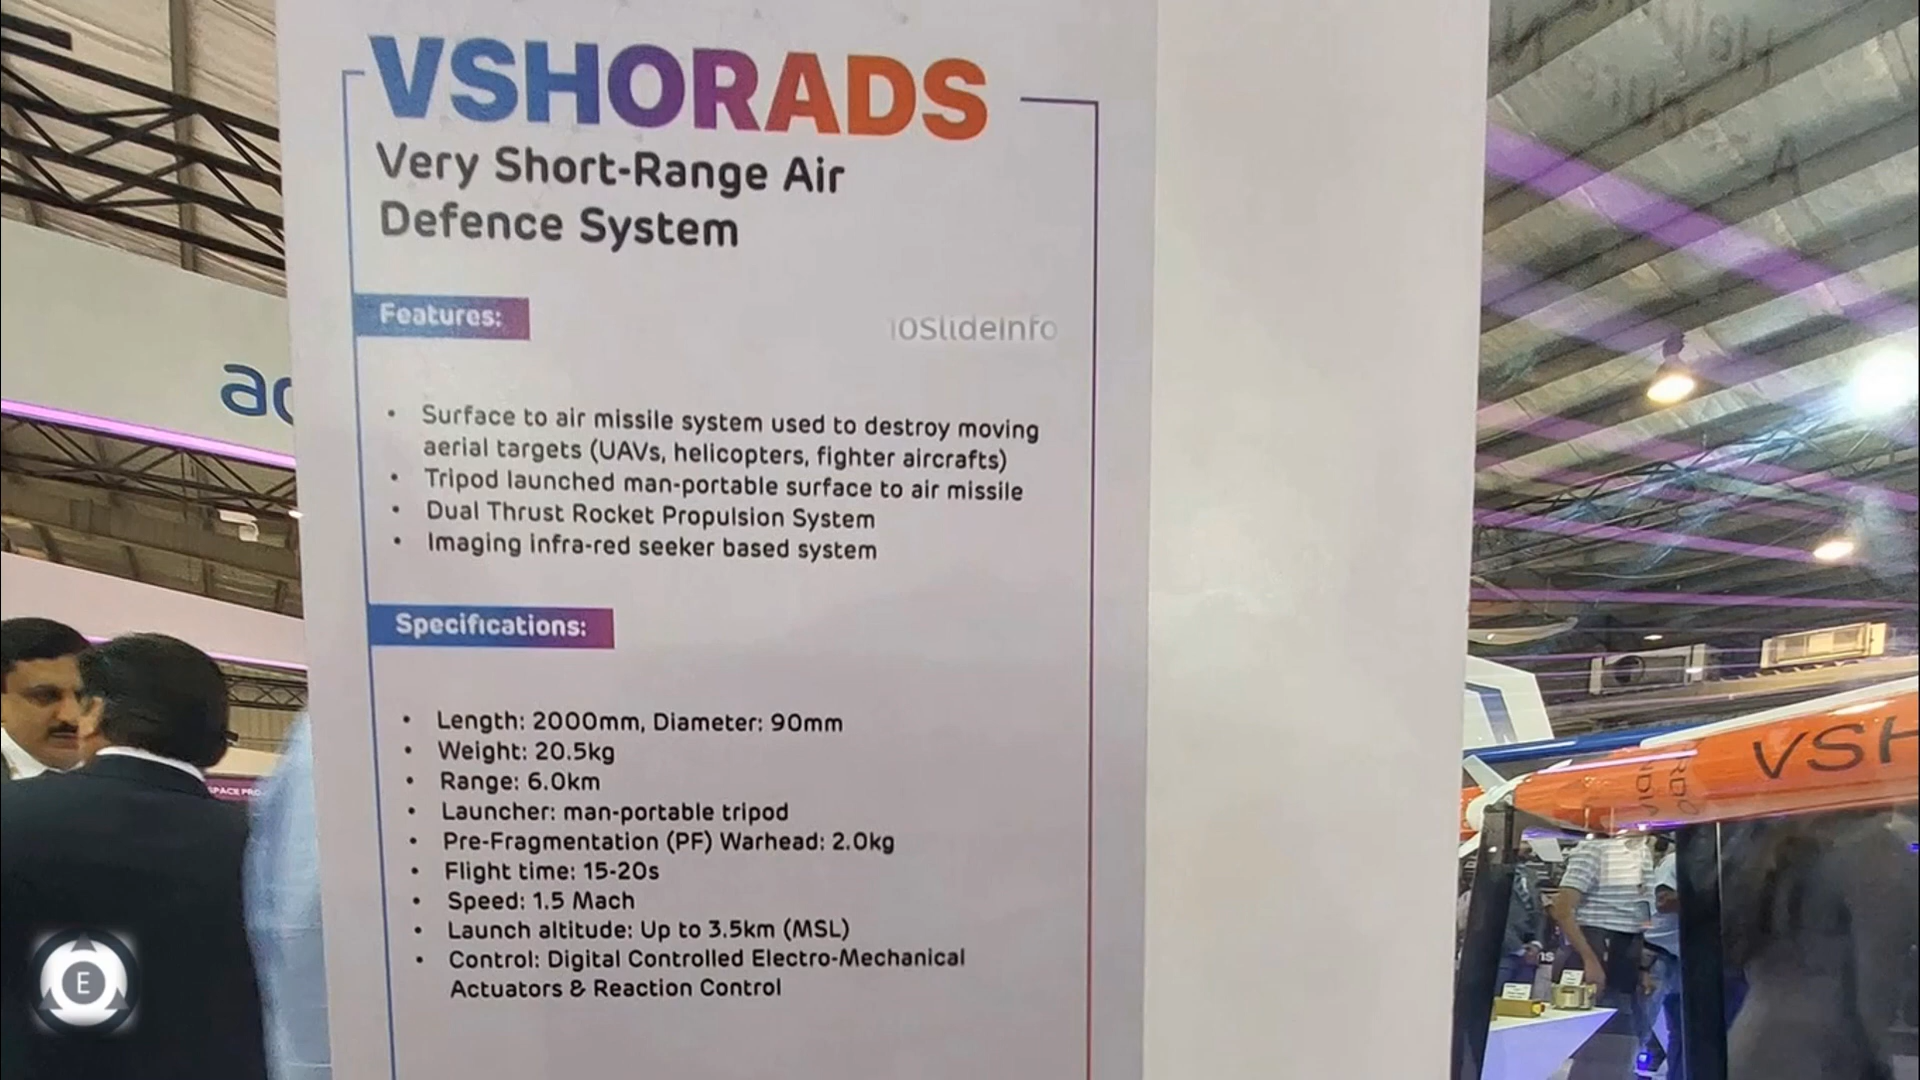 VSHORADS
Very Short-Range Air
Defence System
Features:
10SlideInfo
• Surface to air missile system used to destroy moving
aerial targets (UAVs, helicopters, fighter aircrafts)
• Tripod launched man-portable surface to air missile
• Dual Thrust Rocket Propulsion System
• Imaging infra-red seeker based system
Specifications:
• Length: 2000mm, Diameter: 90mm
• Weight: 20.5kg
• Range: 6.0km
• Launcher: man-portable tripod
• Pre-Fragmentation (PF) Warhead: 2.0kg
• Flight time: 15-20s
• Speed: 1.5 Mach
• Launch altitude: Up to 3.5km (MSL)
• Control: Digital Controlled Electro-Mechanical
Actuators & Reaction Control
SPACE PRO
E
VSH